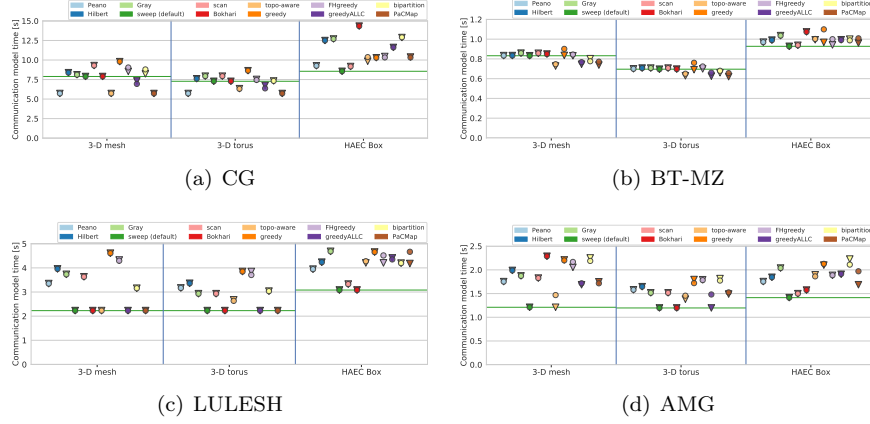 Peano Gray scan topo-aware FHgreedy bipartition
Hilbert sweep (default) Bokhari greedy greedyALLC PaCMap
Communication model time [s]
15.0
12.5
10.0
7.5
5.0
2.5
0.0
3-D mesh 3-D torus HAEC Box
(a) CG
Peano Gray scan topo-aware FHgreedy bipartition
Hilbert sweep (default) Bokhari greedy greedyALLC PaCMap
Communication model time [s]
1.2
1.0
0.8
0.6
0.4
0.2
0.0
3-D mesh 3-D torus HAEC Box
(b) BT-MZ
Peano Gray scan topo-aware FHgreedy bipartition
Hilbert sweep (default) Bokhari greedy greedyALLC PaCMap
Communication model time [s]
5
4
3
2
1
0
3-D mesh 3-D torus HAEC Box
(c) LULESH
Peano Gray scan topo-aware FHgreedy bipartition
Hilbert sweep (default) Bokhari greedy greedyALLC PaCMap
Communication model time [s]
2.5
2.0
1.5
1.0
0.5
0.0
3-D mesh 3-D torus HAEC Box
(d) AMG